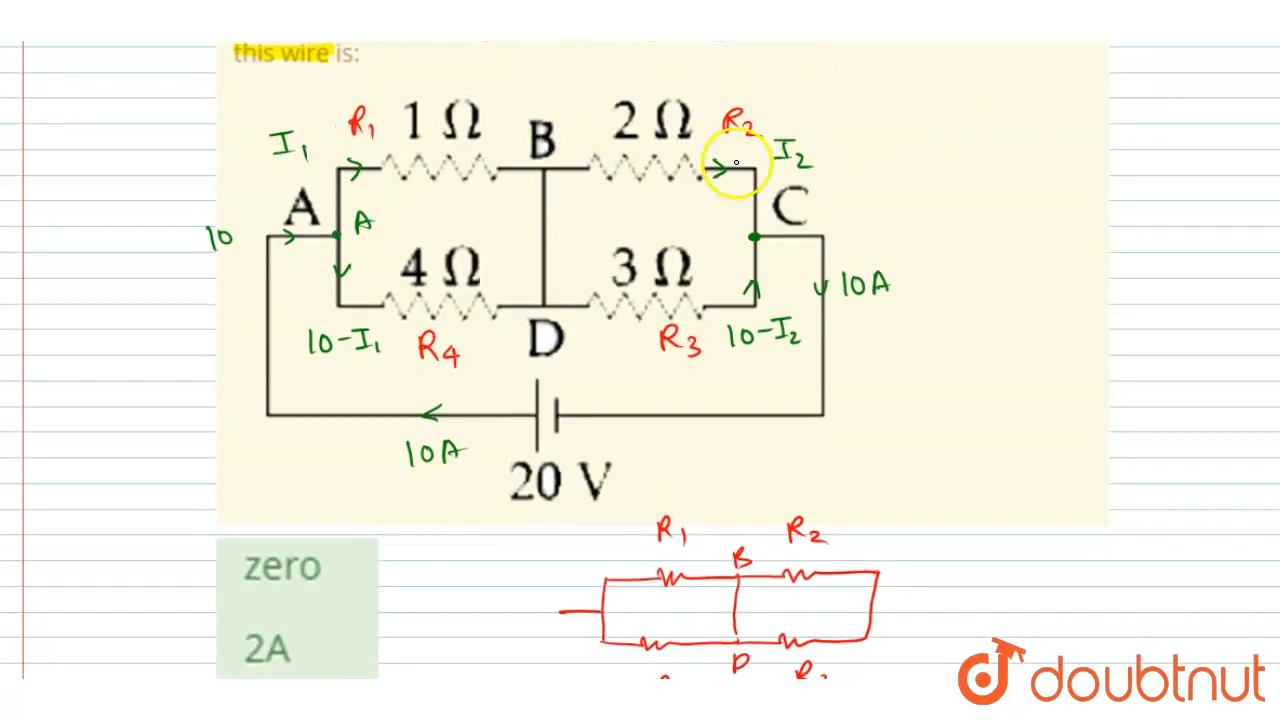 this wire is:
R1 1 Ω B 2 Ω R2
I1 I2
A C
10 A
4 Ω 3 Ω 10A
10-I1 R4 D R3 10-I2
10A
20 V
R1 R2
B
zero
2A
D
doubtnut